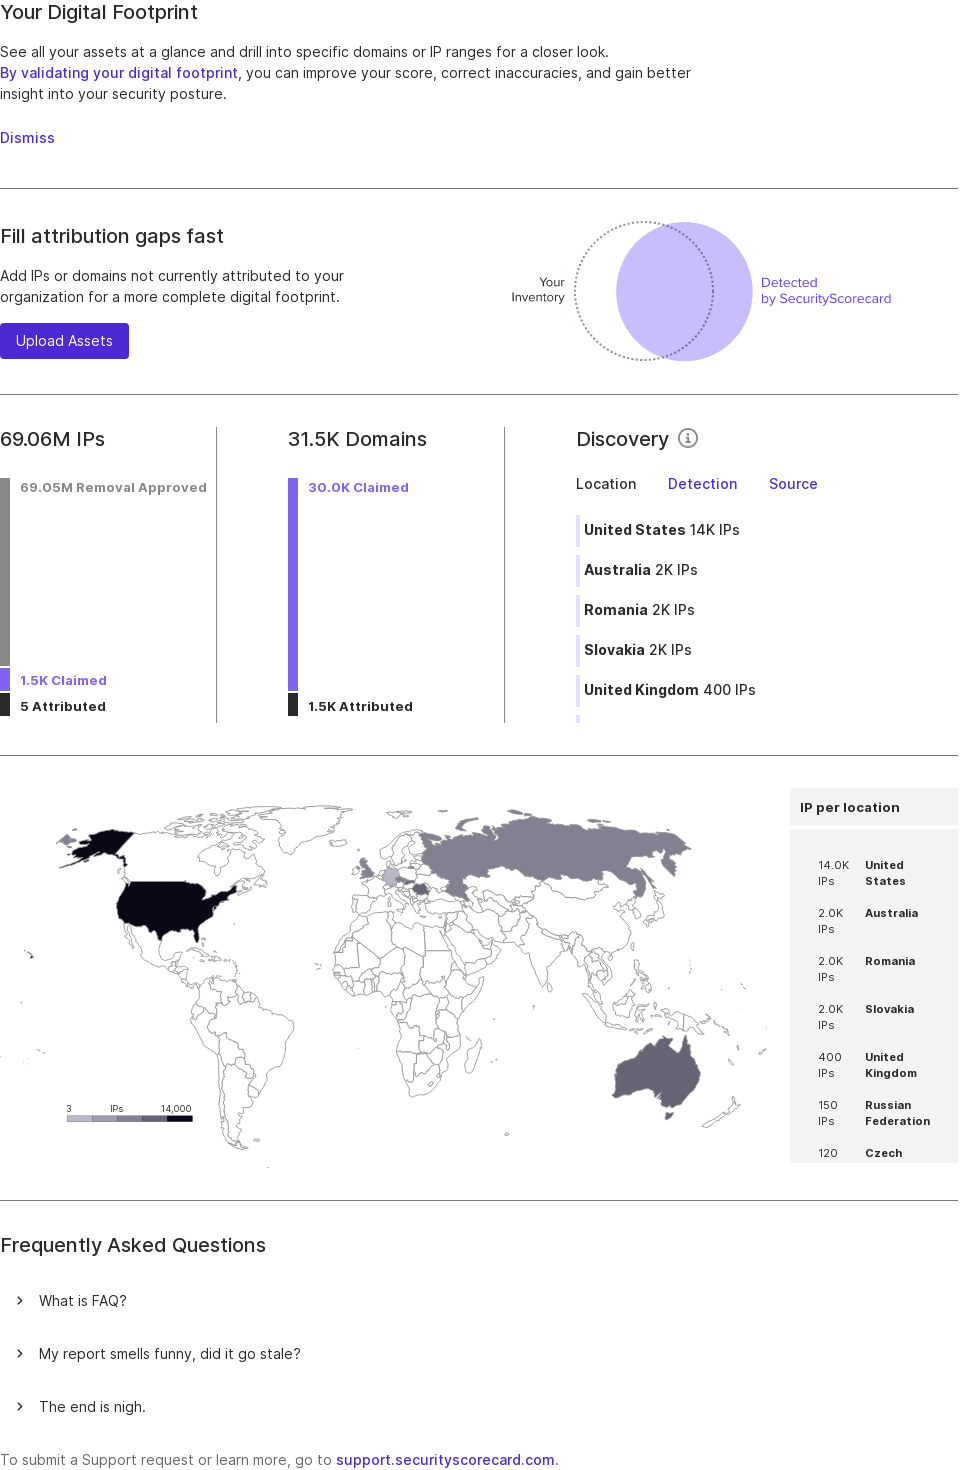 Your Digital Footprint
See all your assets at a glance and drill into specific domains or IP ranges for a closer look.
By validating your digital footprint, you can improve your score, correct inaccuracies, and gain better
insight into your security posture.
Dismiss
Fill attribution gaps fast
Add IPs or domains not currently attributed to your
organization for a more complete digital footprint.
Upload Assets
Your
Inventory
Detected
by SecurityScorecard
69.06M IPs
69.05M Removal Approved
1.5K Claimed
5 Attributed
31.5K Domains
30.0K Claimed
1.5K Attributed
Discovery
Location Detection Source
United States 14K IPs
Australia 2K IPs
Romania 2K IPs
Slovakia 2K IPs
United Kingdom 400 IPs
3 IPs 14,000
IP per location
14.0K United
IPs States
2.0K Australia
IPs
2.0K Romania
IPs
2.0K Slovakia
IPs
400 United
IPs Kingdom
150 Russian
IPs Federation
120 Czech
Frequently Asked Questions
What is FAQ?
My report smells funny, did it go stale?
The end is nigh.
To submit a Support request or learn more, go to support.securityscorecard.com.